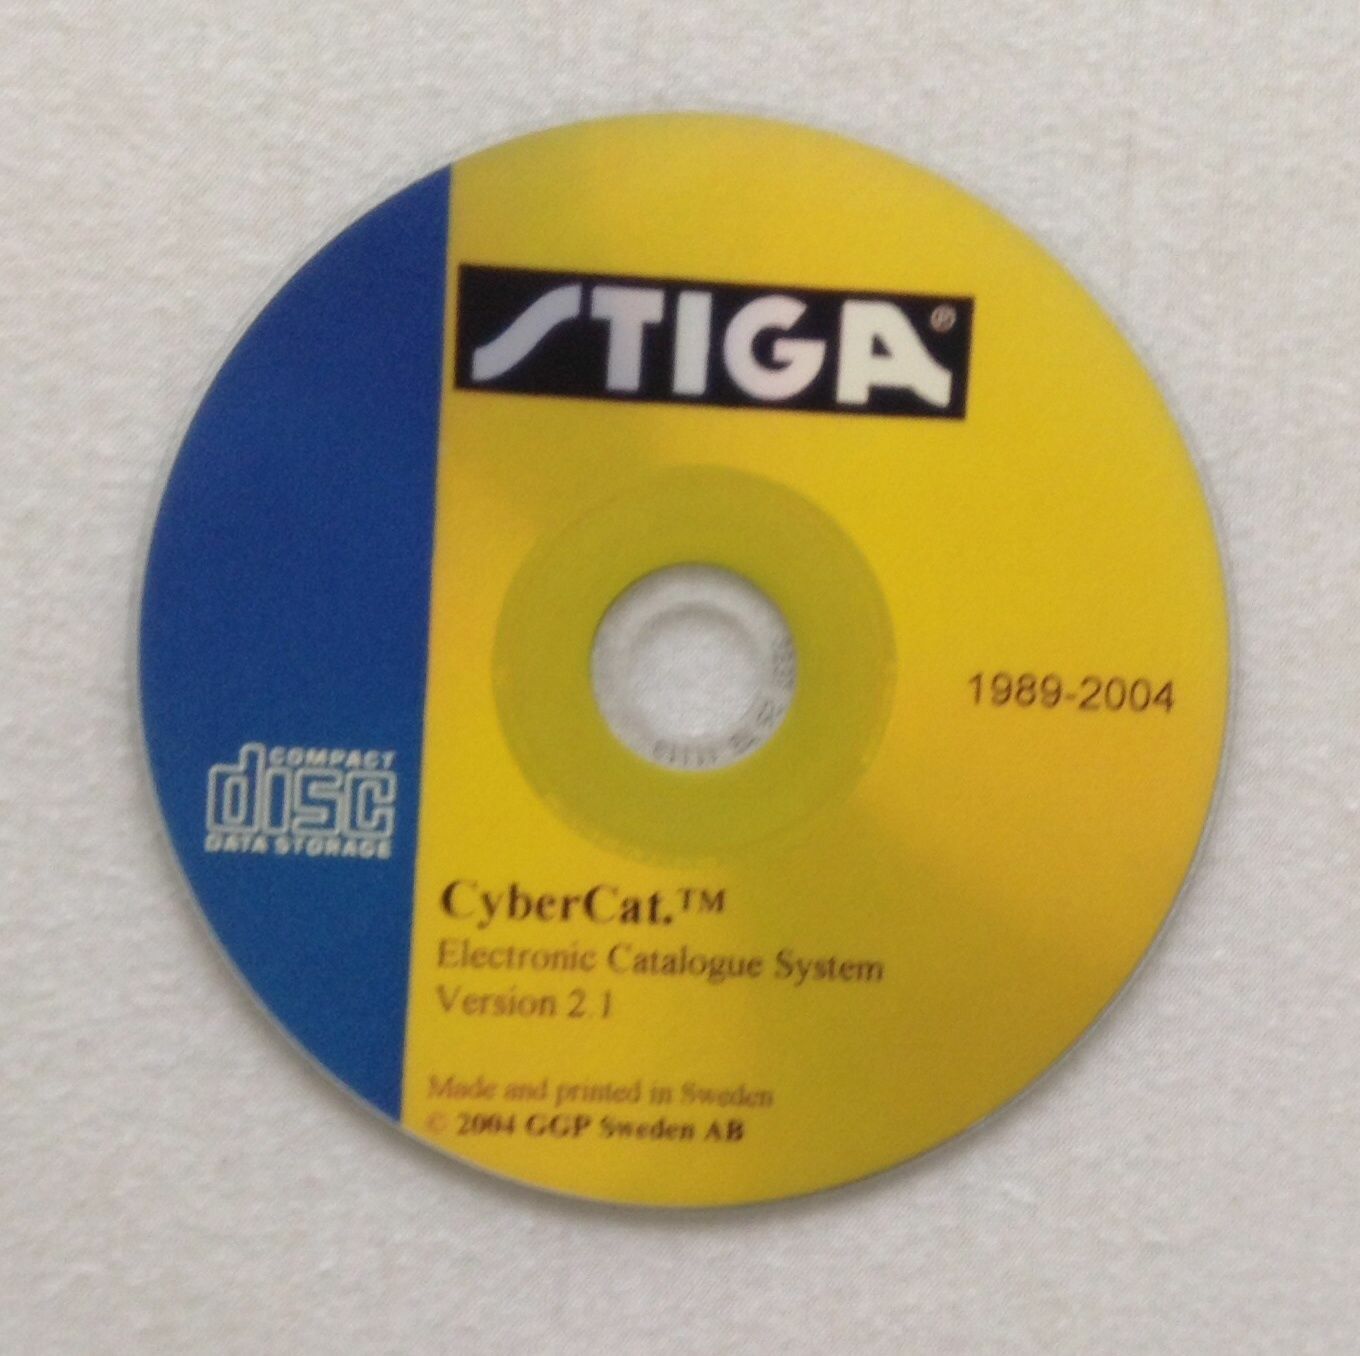 STIGA®
1989-2004
COMPACT
disc
DATA STORAGE
CyberCat.™
Electronic Catalogue System
Version 2.1
Made and printed in Sweden
© 2004 GGP Sweden AB